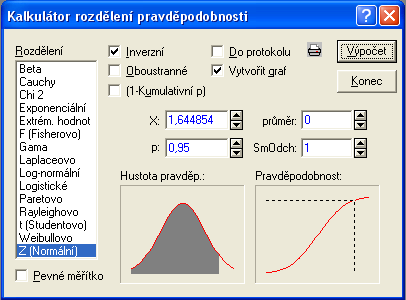 Kalkulátor rozdělení pravděpodobnosti
Rozdělení
Beta
Cauchy
Chi 2
Exponenciální
Extrém. hodnot
F (Fisherovo)
Gama
Laplaceovo
Log-normální
Logistické
Paretovo
Rayleighovo
t (Studentovo)
Weibullovo
Z (Normální)
Pevné měřítko
Inverzní
Oboustranné
(1-Kumulativní p)
Do protokolu
Vytvořit graf
Výpočet
Konec
X: 1,644854
průměr: 0
p: 0,95
SmOdch: 1
Hustota pravděp.:
Pravděpodobnost: